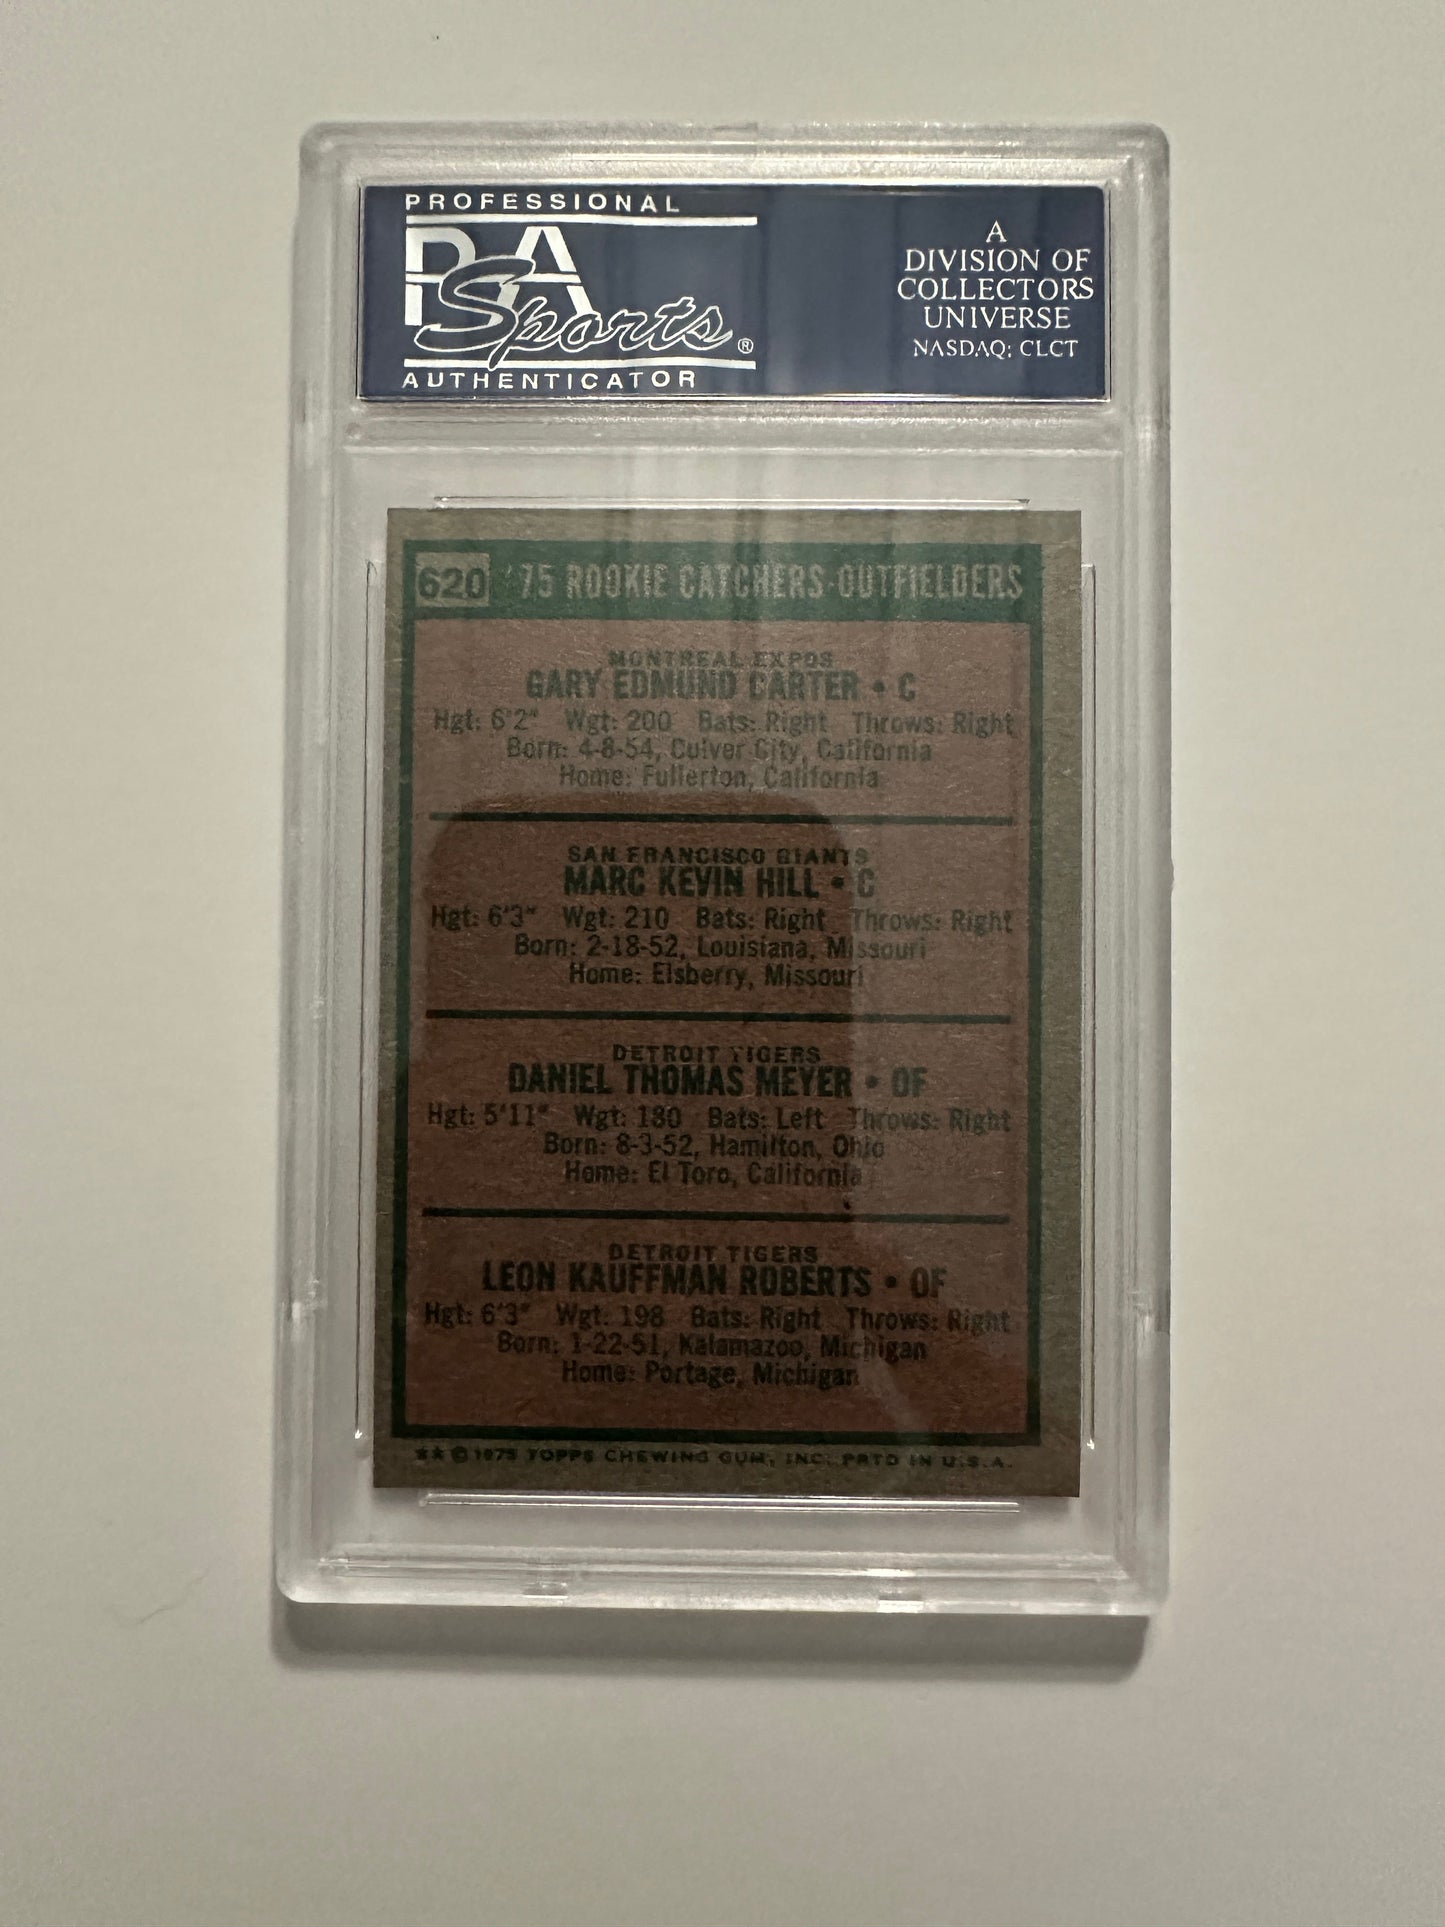 PROFESSIONAL
PSA
Sports®
AUTHENTICATOR
A
DIVISION OF
COLLECTORS
UNIVERSE
NASDAQ: CLCT
620 '75 ROOKIE CATCHERS-OUTFIELDERS
MONTREAL EXPOS
GARY EDMUND CARTER • C
Hgt: 6'2" Wgt: 200 Bats: Right Throws: Right
Born: 4-8-54, Culver City, California
Home: Fullerton, California
SAN FRANCISCO GIANTS
MARC KEVIN HILL • C
Hgt: 6'3" Wgt: 210 Bats: Right Throws: Right
Born: 2-18-52, Louisiana, Missouri
Home: Elsberry, Missouri
DETROIT TIGERS
DANIEL THOMAS MEYER • OF
Hgt: 5'11" Wgt: 180 Bats: Left Throws: Right
Born: 8-3-52, Hamilton, Ohio
Home: El Toro, California
DETROIT TIGERS
LEON KAUFFMAN ROBERTS • OF
Hgt: 6'3" Wgt: 198 Bats: Right Throws: Right
Born: 1-22-51, Kalamazoo, Michigan
Home: Portage, Michigan
★★ © 1975 TOPPS CHEWING GUM, INC. PRTD IN U.S.A.